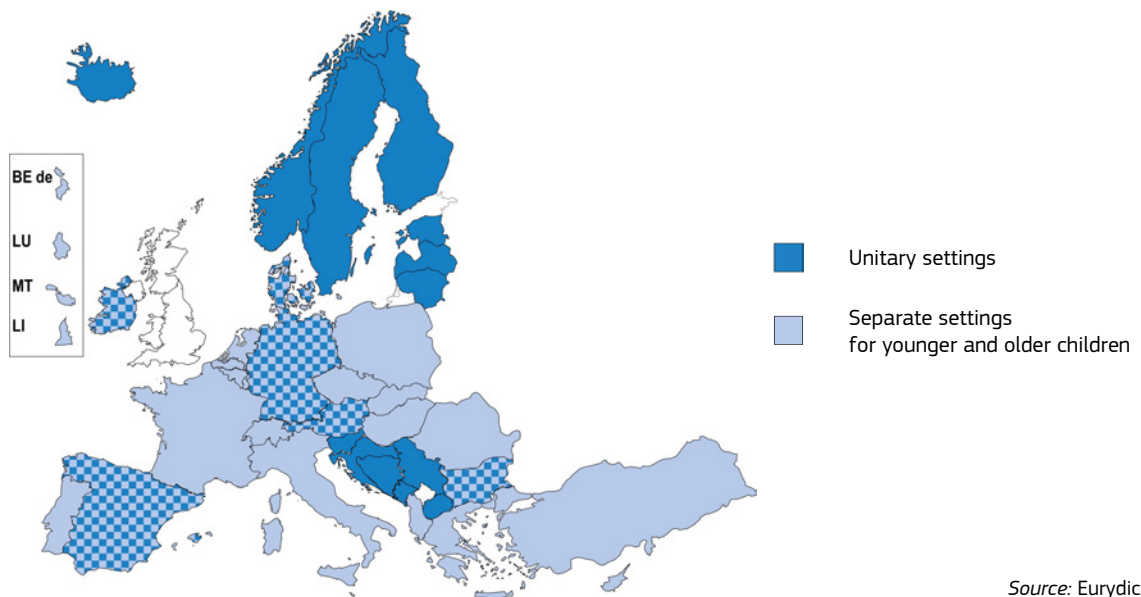 BE de
LU
MT
LI
Unitary settings
Separate settings
for younger and older children
Source: Eurydic